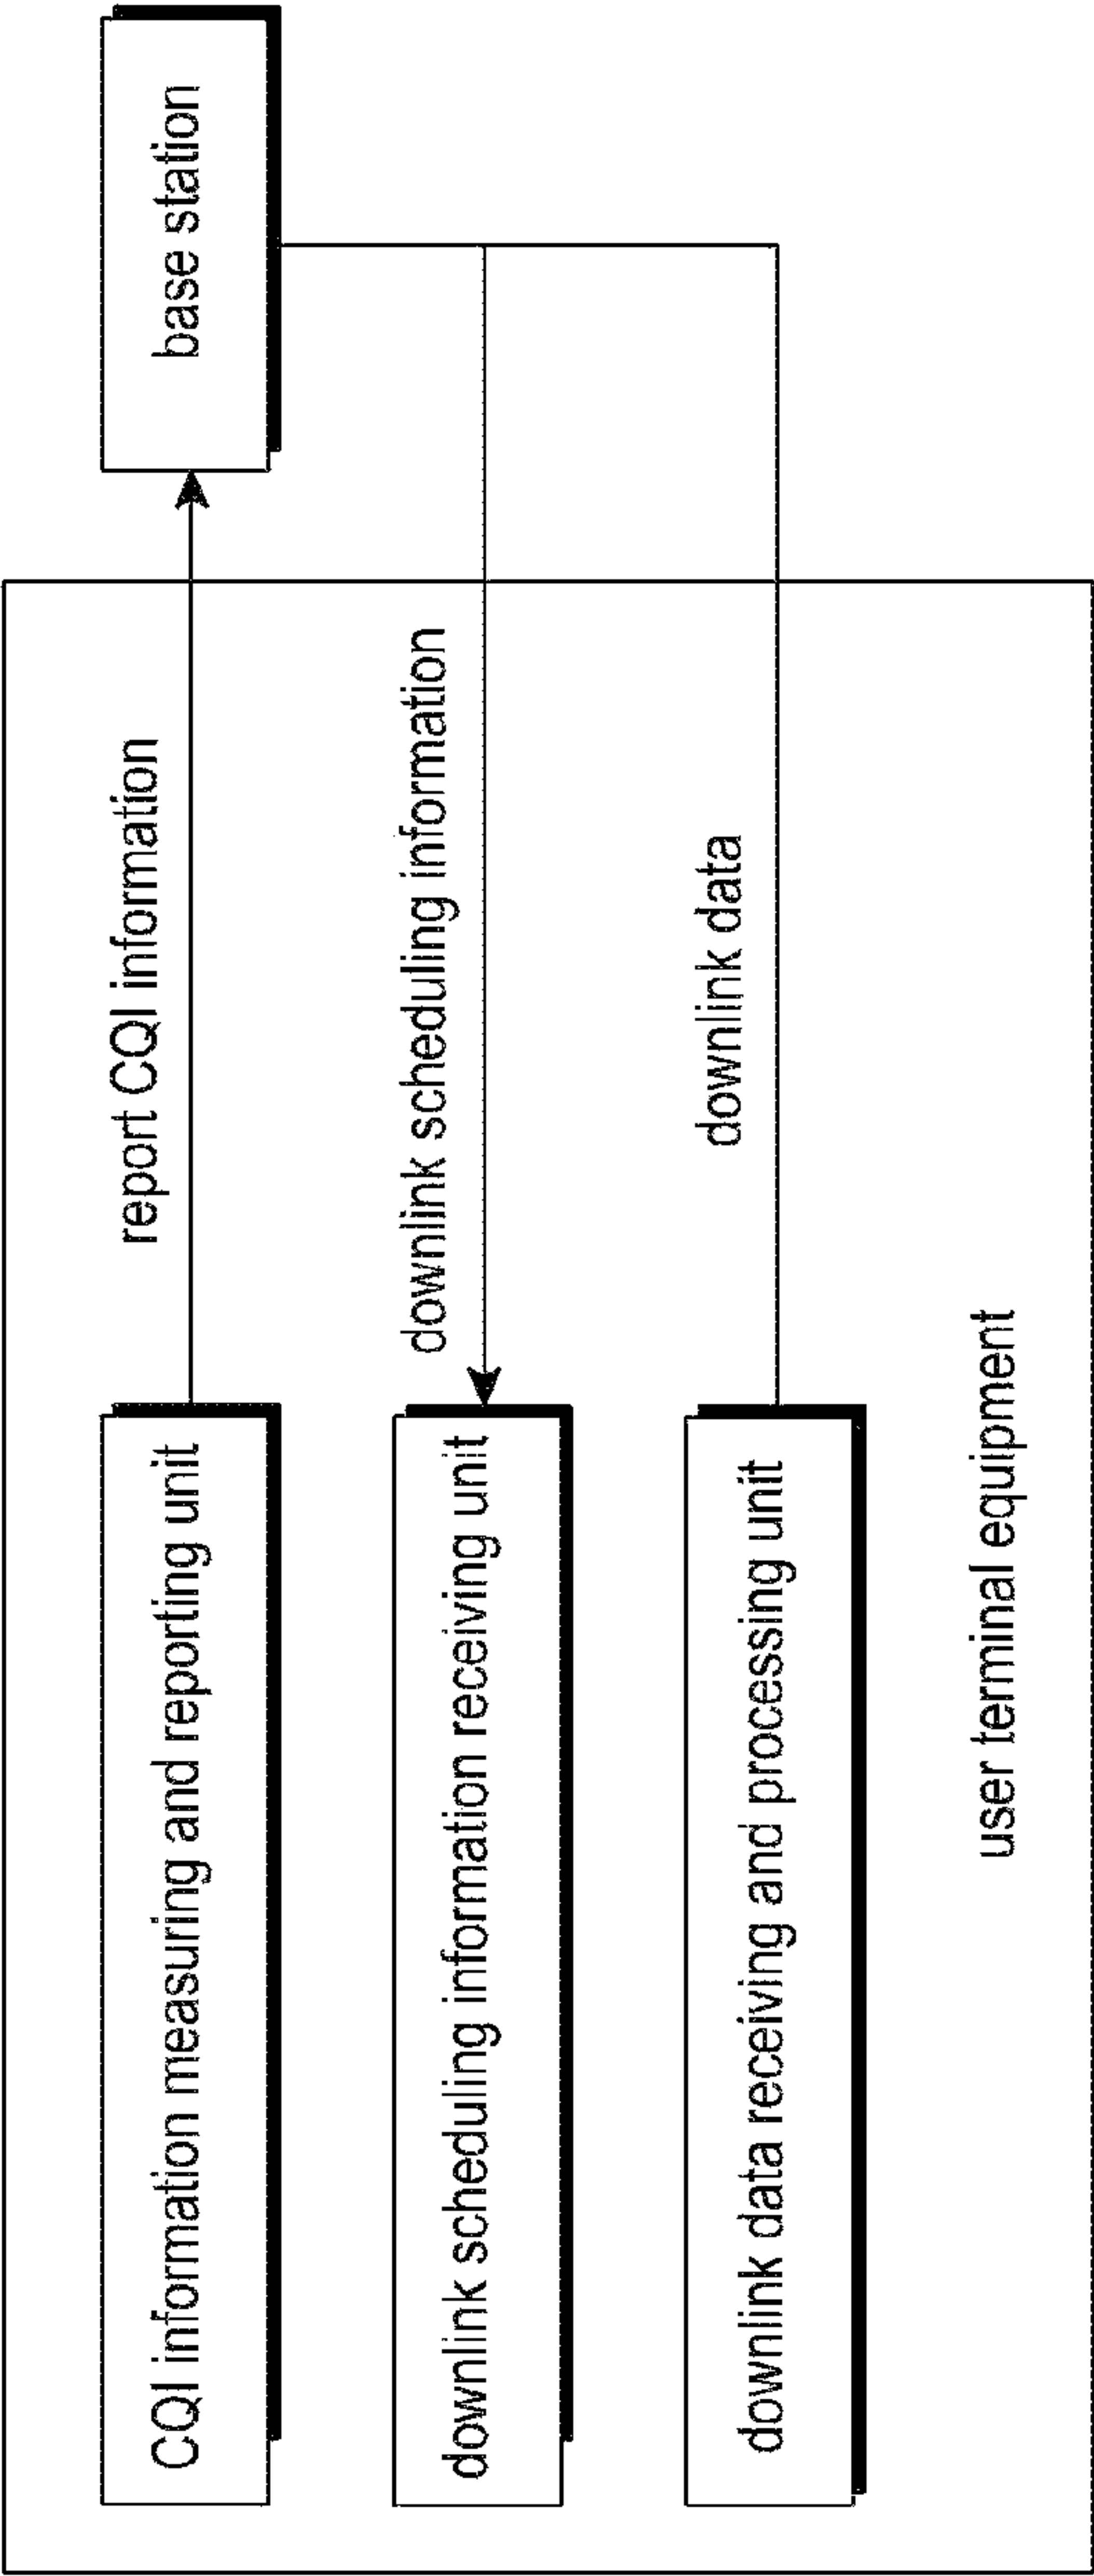 CQI information measuring and reporting unit
report CQI information
base station
downlink scheduling information receiving unit
downlink scheduling information
downlink data receiving and processing unit
downlink data
user terminal equipment